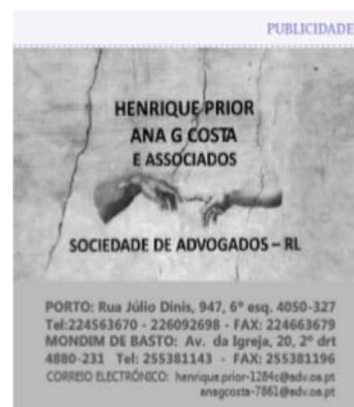 PUBLICIDADE
HENRIQUE PRIOR
ANA G COSTA
E ASSOCIADOS
SOCIEDADE DE ADVOGADOS – RL
PORTO: Rua Júlio Dinis, 947, 6º esq. 4050-327
Tel:224563670 - 226092698 - FAX: 224663679
MONDIM DE BASTO: Av. da Igreja, 20, 2º drt
4880-231 Tel: 255381143 - FAX: 255381196
CORREIO ELECTRÓNICO: henrique.prior-1284c@adv.oa.pt
anagcosta-7861@adv.oa.pt